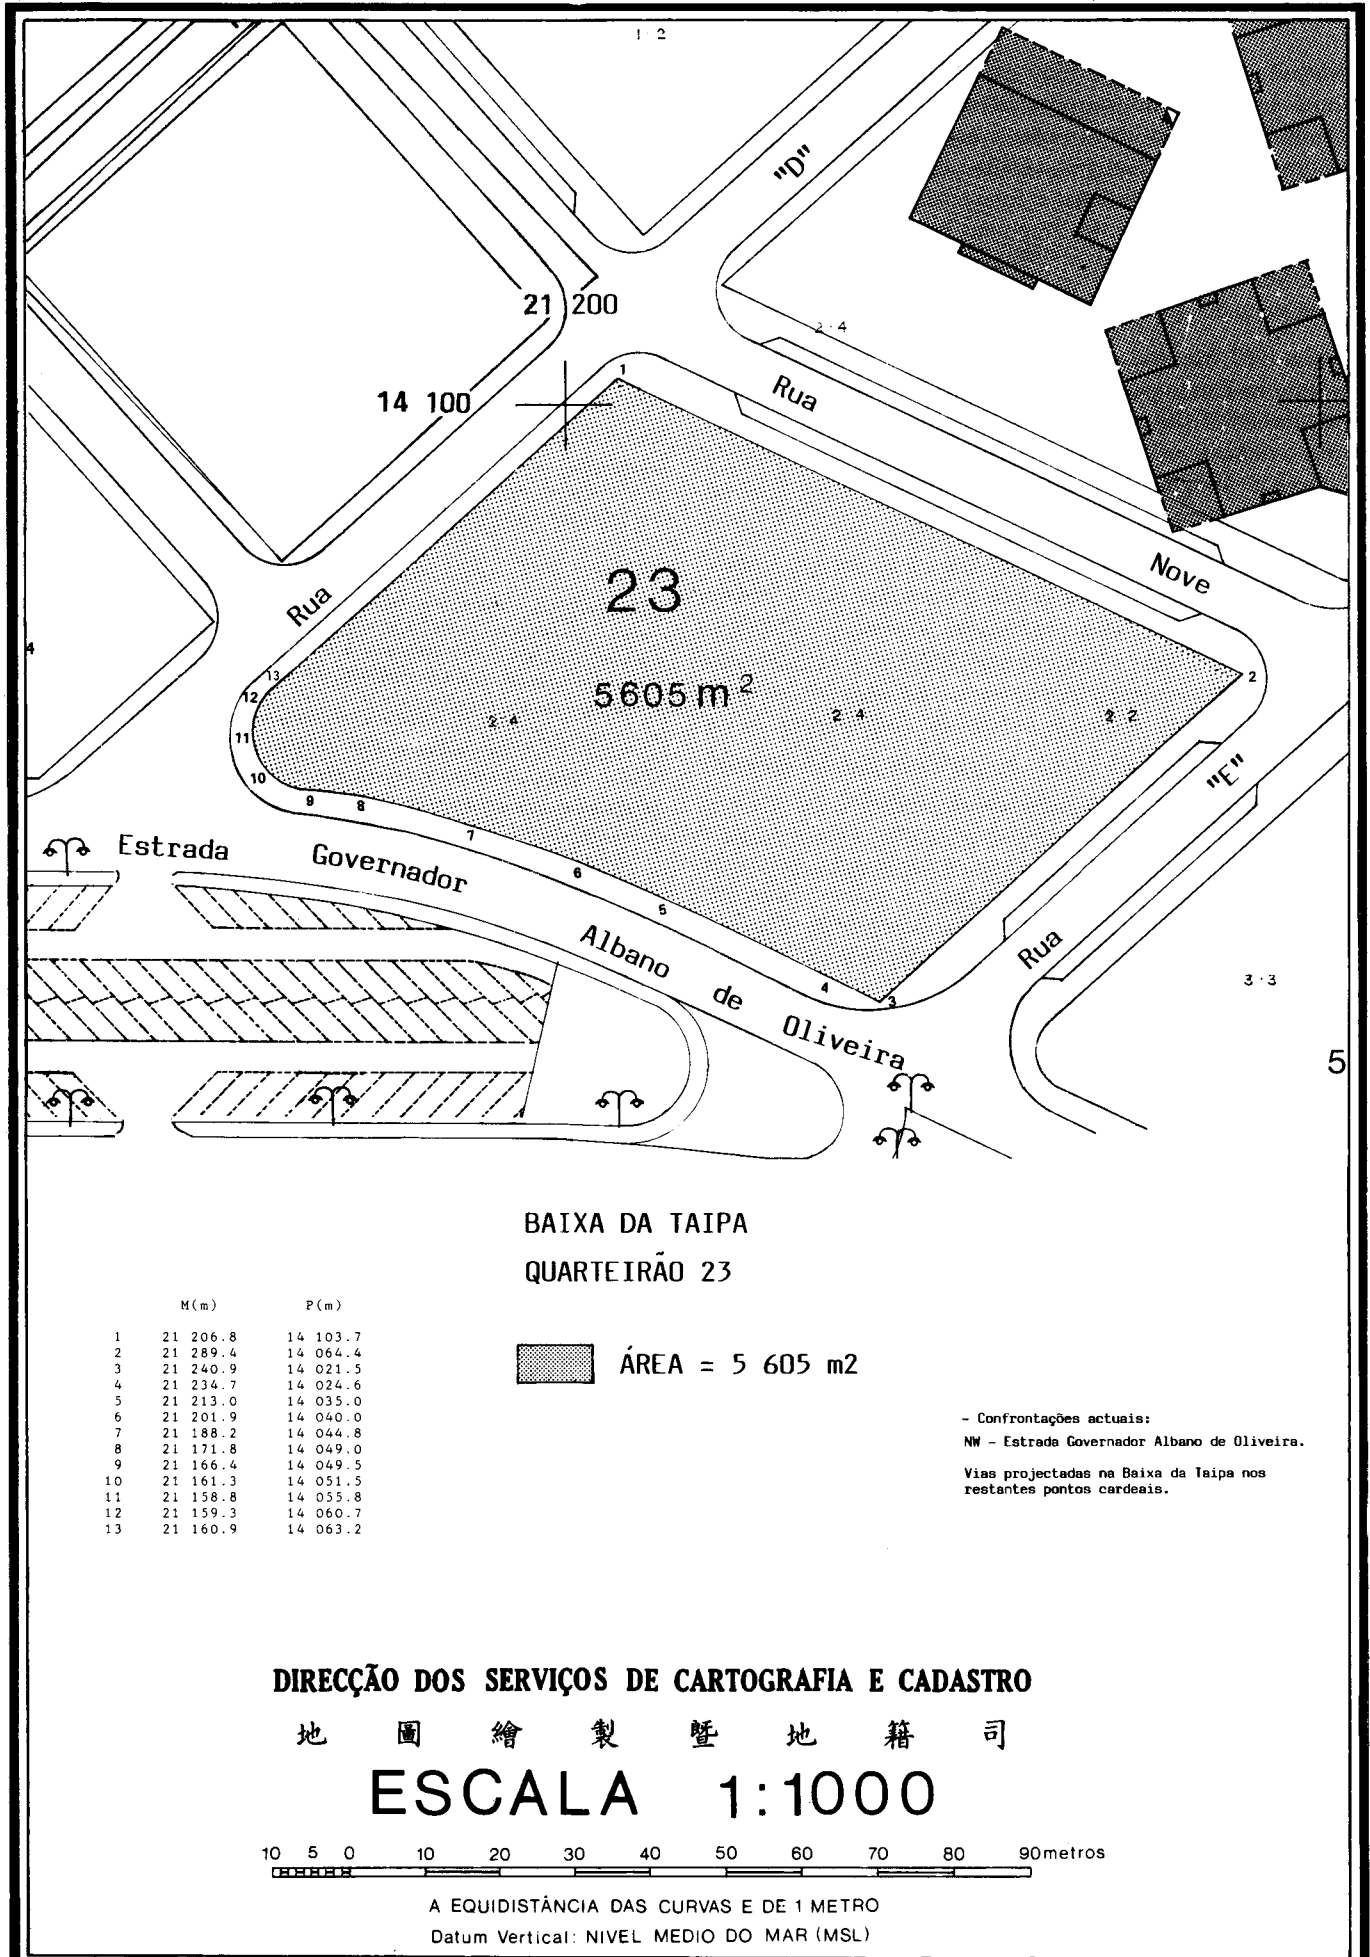 1·2
"D"
21 200
2·4
14 100
1
Rua
Nove
23
Rua
4
5605 m²
13
12
2
2 4
2 4
2 2
11
10
"E"
9
8
7
Estrada Governador
6
5
Albano de Oliveira
Rua
4
3
3·3
5
BAIXA DA TAIPA
QUARTEIRÃO 23
M(m) P(m)
1 21 206.8 14 103.7
2 21 289.4 14 064.4
3 21 240.9 14 021.5
4 21 234.7 14 024.6
5 21 213.0 14 035.0
6 21 201.9 14 040.0
7 21 188.2 14 044.8
8 21 171.8 14 049.0
9 21 166.4 14 049.5
10 21 161.3 14 051.5
11 21 158.8 14 055.8
12 21 159.3 14 060.7
13 21 160.9 14 063.2
ÁREA = 5 605 m2
- Confrontações actuais:
NW - Estrada Governador Albano de Oliveira.
Vias projectadas na Baixa da Taipa nos
restantes pontos cardeais.
DIRECÇÃO DOS SERVIÇOS DE CARTOGRAFIA E CADASTRO
地圖繪製暨地籍司
ESCALA 1:1000
10 5 0 10 20 30 40 50 60 70 80 90 metros
A EQUIDISTÂNCIA DAS CURVAS E DE 1 METRO
Datum Vertical: NIVEL MEDIO DO MAR (MSL)